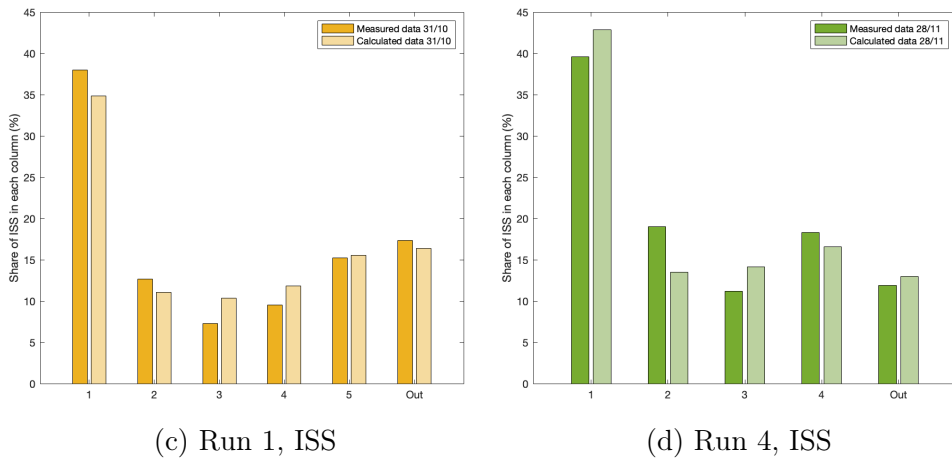 Share of ISS in each column (%)
50
45
40
35
30
25
20
15
10
5
0
Measured data 31/10
Calculated data 31/10
1 2 3 4 5 Out
(c) Run 1, ISS
Share of ISS in each column (%)
50
45
40
35
30
25
20
15
10
5
0
Measured data 28/11
Calculated data 28/11
1 2 3 4 Out
(d) Run 4, ISS